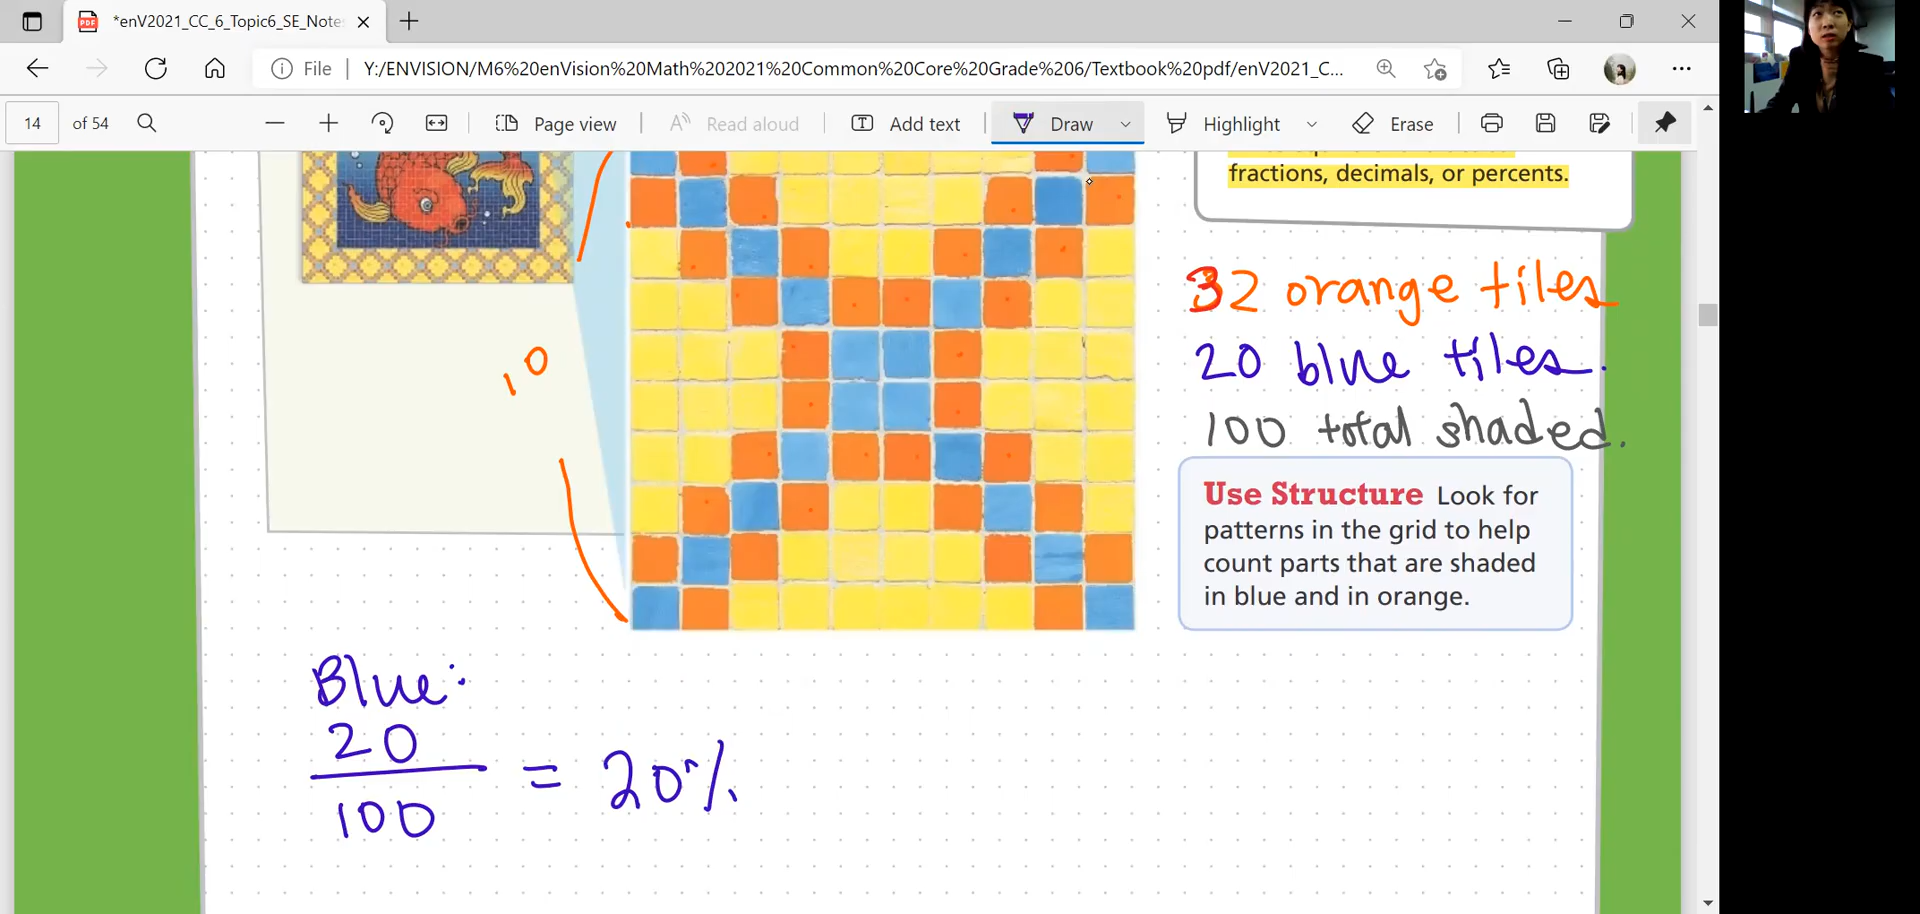 *enV2021_CC_6_Topic6_SE_Note
File
Y:/ENVISION/M6%20enVision%20Math%202021%20Common%20Core%20Grade%206/Textbook%20pdf/enV2021_C...
14 of 54
Page view
Read aloud
Add text
Draw
Highlight
Erase
fractions, decimals, or percents.
32 orange tiles
20 blue tiles.
100 total shaded.
10
Use Structure Look for
patterns in the grid to help
count parts that are shaded
in blue and in orange.
Blue:
20
100
= 20%